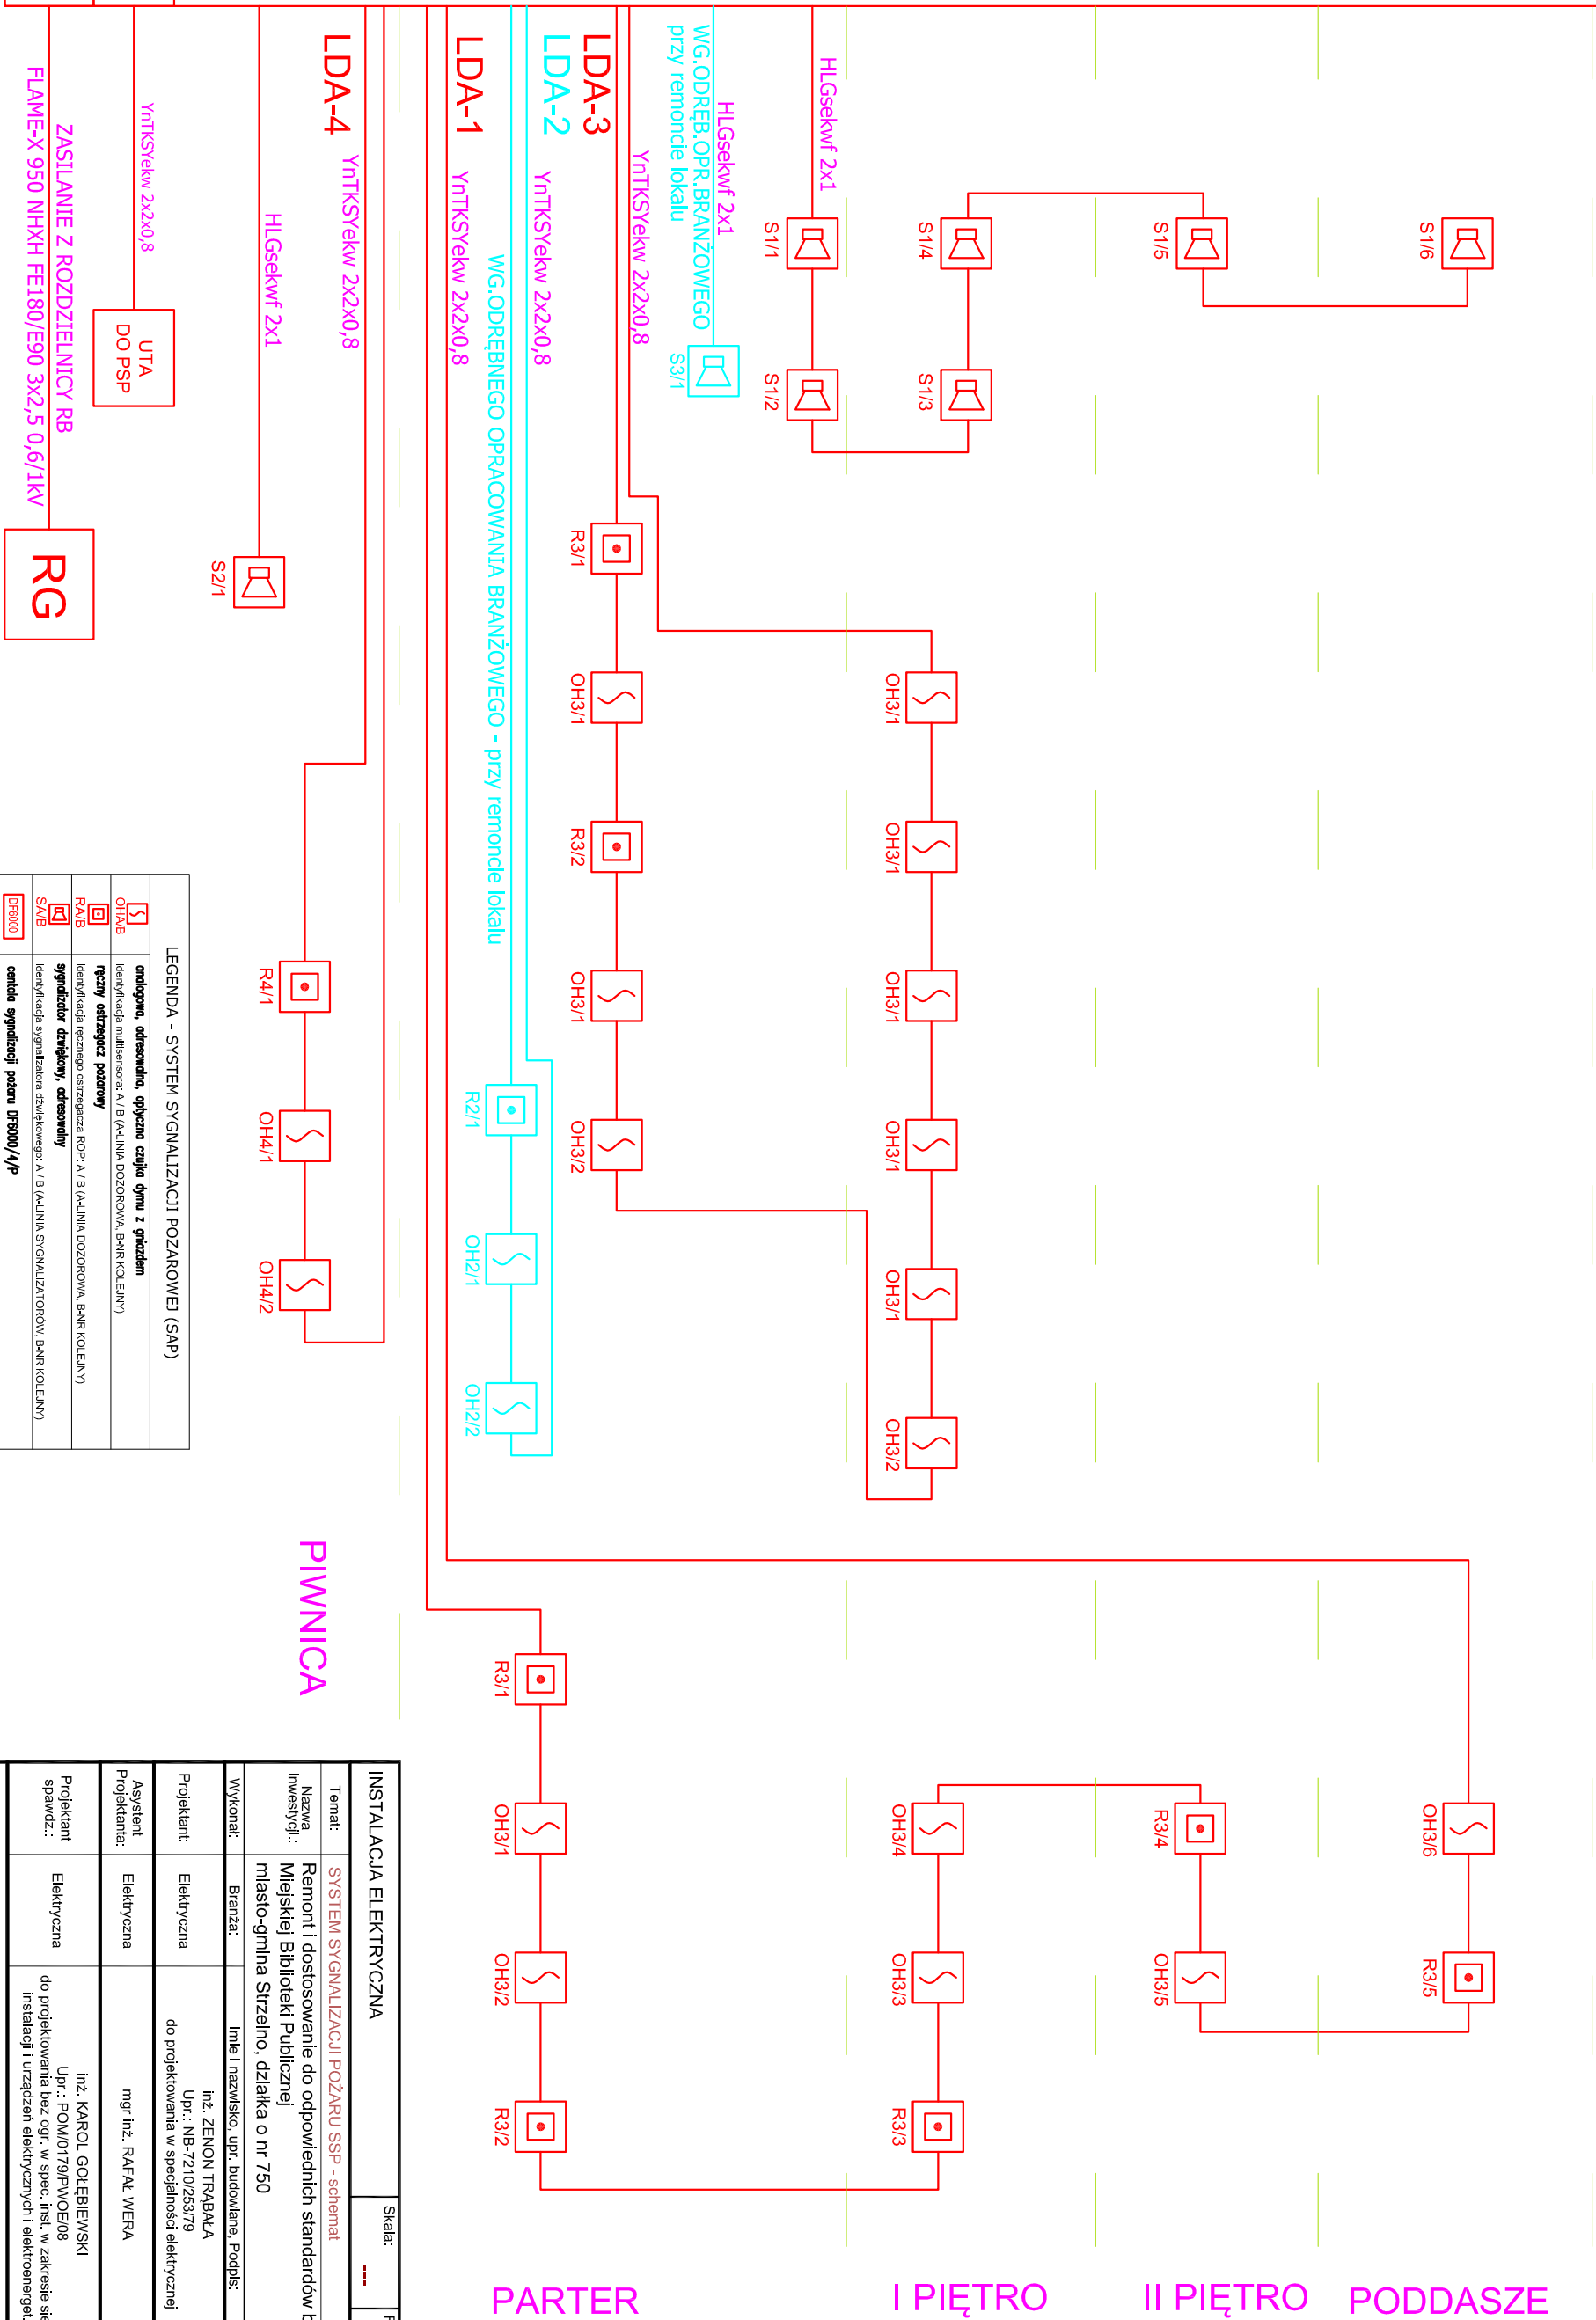 S1/6
S1/5
S1/4
S1/3
HLGsekwf 2x1
S1/1
S1/2
HLGsekwf 2x1
WG.ODRĘB.OPR.BRANŻOWEGO
przy remoncie lokalu
S3/1
LDA-3
YnTKSYekw 2x2x0,8
R3/1
OH3/1
R3/2
OH3/1
OH3/2
OH3/1
OH3/1
OH3/1
OH3/1
OH3/1
OH3/2
LDA-2
YnTKSYekw 2x2x0,8
WG.ODRĘBNEGO OPRACOWANIA BRANŻOWEGO - przy remoncie lokalu
R2/1
OH2/1
OH2/2
LDA-1
YnTKSYekw 2x2x0,8
OH3/6
R3/5
R3/4
OH3/5
OH3/4
OH3/3
R3/3
R3/1
OH3/1
OH3/2
R3/2
LDA-4
YnTKSYekw 2x2x0,8
R4/1
OH4/1
OH4/2
HLGsekwf 2x1
S2/1
YnTKSYekw 2x2x0,8
UTA
DO PSP
ZASILANIE Z ROZDZIELNICY RB
FLAME-X 950 NHXH FE180/E90 3x2,5 0,6/1kV
RG
PIWNICA
PARTER
I PIĘTRO
II PIĘTRO
PODDASZE
LEGENDA - SYSTEM SYGNALIZACJI POZAROWEJ (SAP)
OHA/B
analogowa, adresowalna, optyczna czujka dymu z gniazdem
Identyfikacja multisensora: A / B (A-LINIA DOZOROWA, B-NR KOLEJNY)
RA/B
ręczny ostrzegacz pożarowy
Identyfikacja ręcznego ostrzegacza ROP: A / B (A-LINIA DOZOROWA, B-NR KOLEJNY)
SA/B
sygnalizator dzwiękowy, adresowalny
Identyfikacja sygnalizatora dźwiękowego: A / B (A-LINIA SYGNALIZATORÓW, B-NR KOLEJNY)
DF6000
centala sygnalizacji pożaru DF6000/4/P
INSTALACJA ELEKTRYCZNA
Skala:
---
Temat:
SYSTEM SYGNALIZACJI POŻARU SSP - schemat
Nazwa
inwestycji.:
Remont i dostosowanie do odpowiednich standardów b
Miejskiej Biblioteki Publicznej
miasto-gmina Strzelno, działka o nr 750
Wykonał:
Branża:
Imie i nazwisko, upr. budowlane, Podpis:
Projektant:
Elektryczna
inż. ZENON TRĄBAŁA
Upr.: NB-7210/253/79
do projektowania w specjalności elektrycznej
Asystent
Projektanta:
Elektryczna
mgr inż. RAFAŁ WERA
Projektant
spawdz.:
Elektryczna
inż. KAROL GOŁĘBIEWSKI
Upr.: POM/0179/PWOE/08
do projektowania bez ogr. w spec. inst. w zakresie sie
instalacji i urządzeń elektrycznych i elektroenerget.